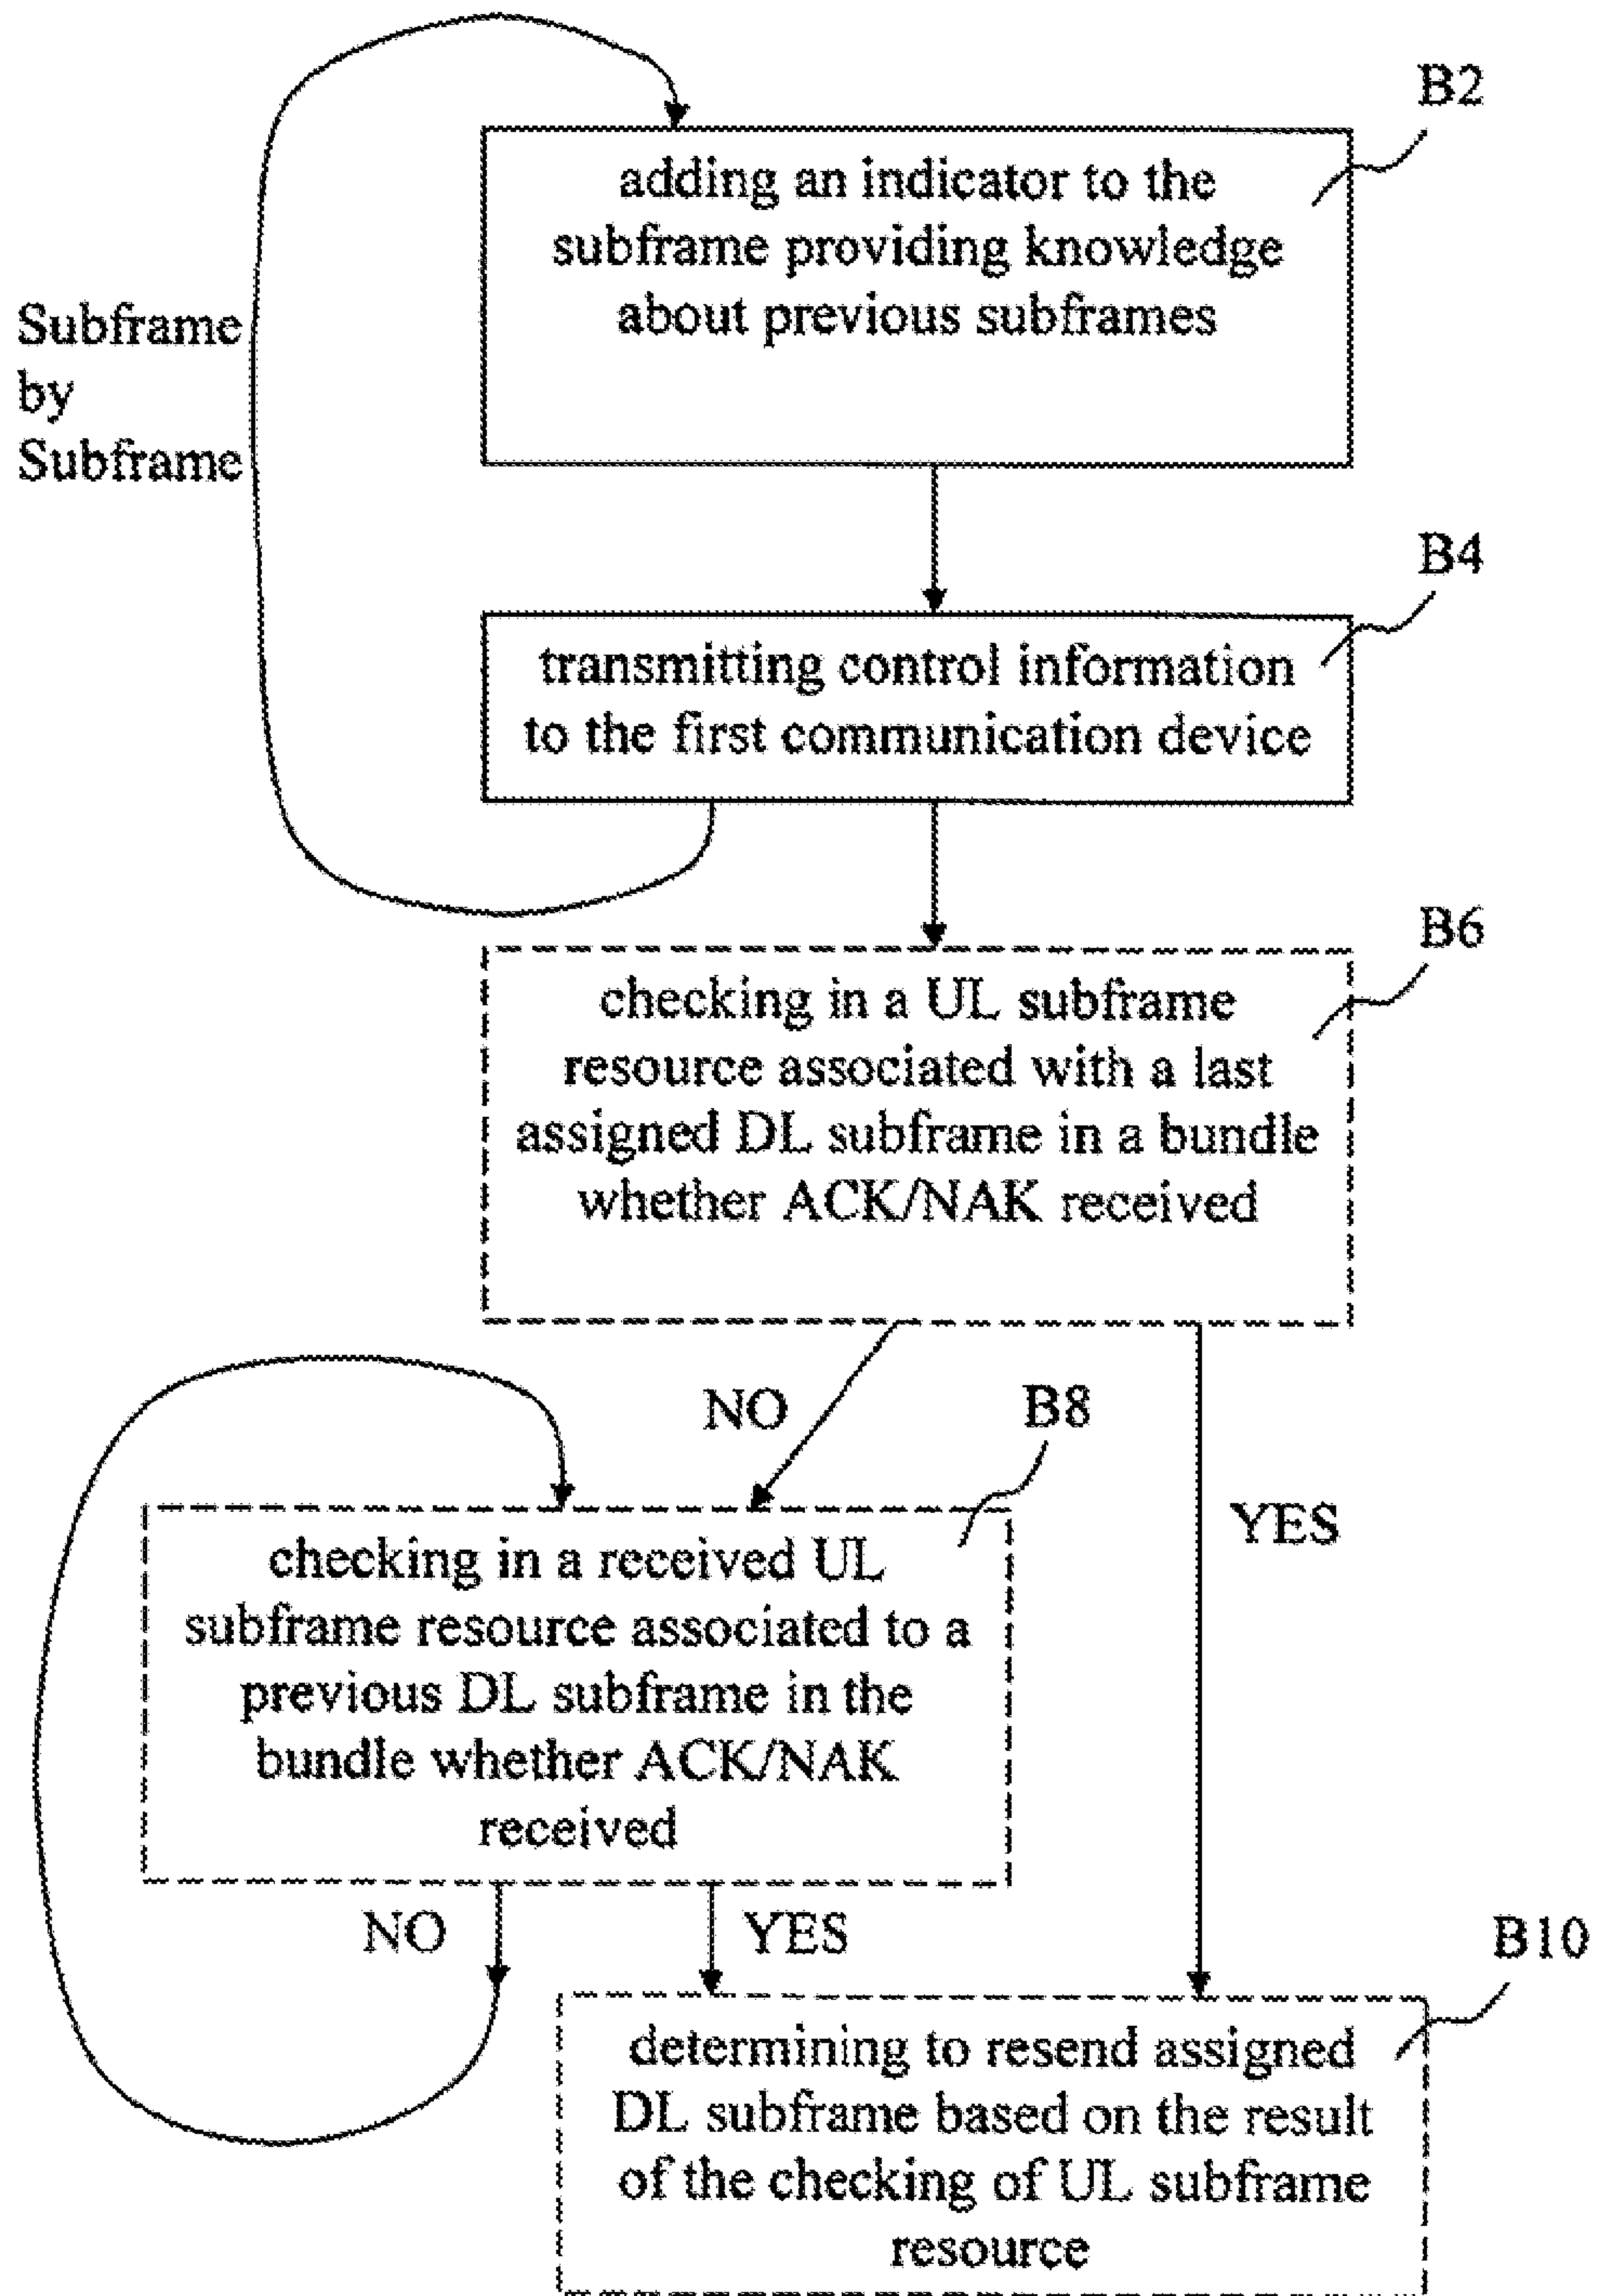 B2
adding an indicator to the
subframe providing knowledge
about previous subframes
Subframe
by
Subframe
B4
transmitting control information
to the first communication device
B6
checking in a UL subframe
resource associated with a last
assigned DL subframe in a bundle
whether ACK/NAK received
NO
B8
YES
checking in a received UL
subframe resource associated to a
previous DL subframe in the
bundle whether ACK/NAK
received
NO
YES
B10
determining to resend assigned
DL subframe based on the result
of the checking of UL subframe
resource